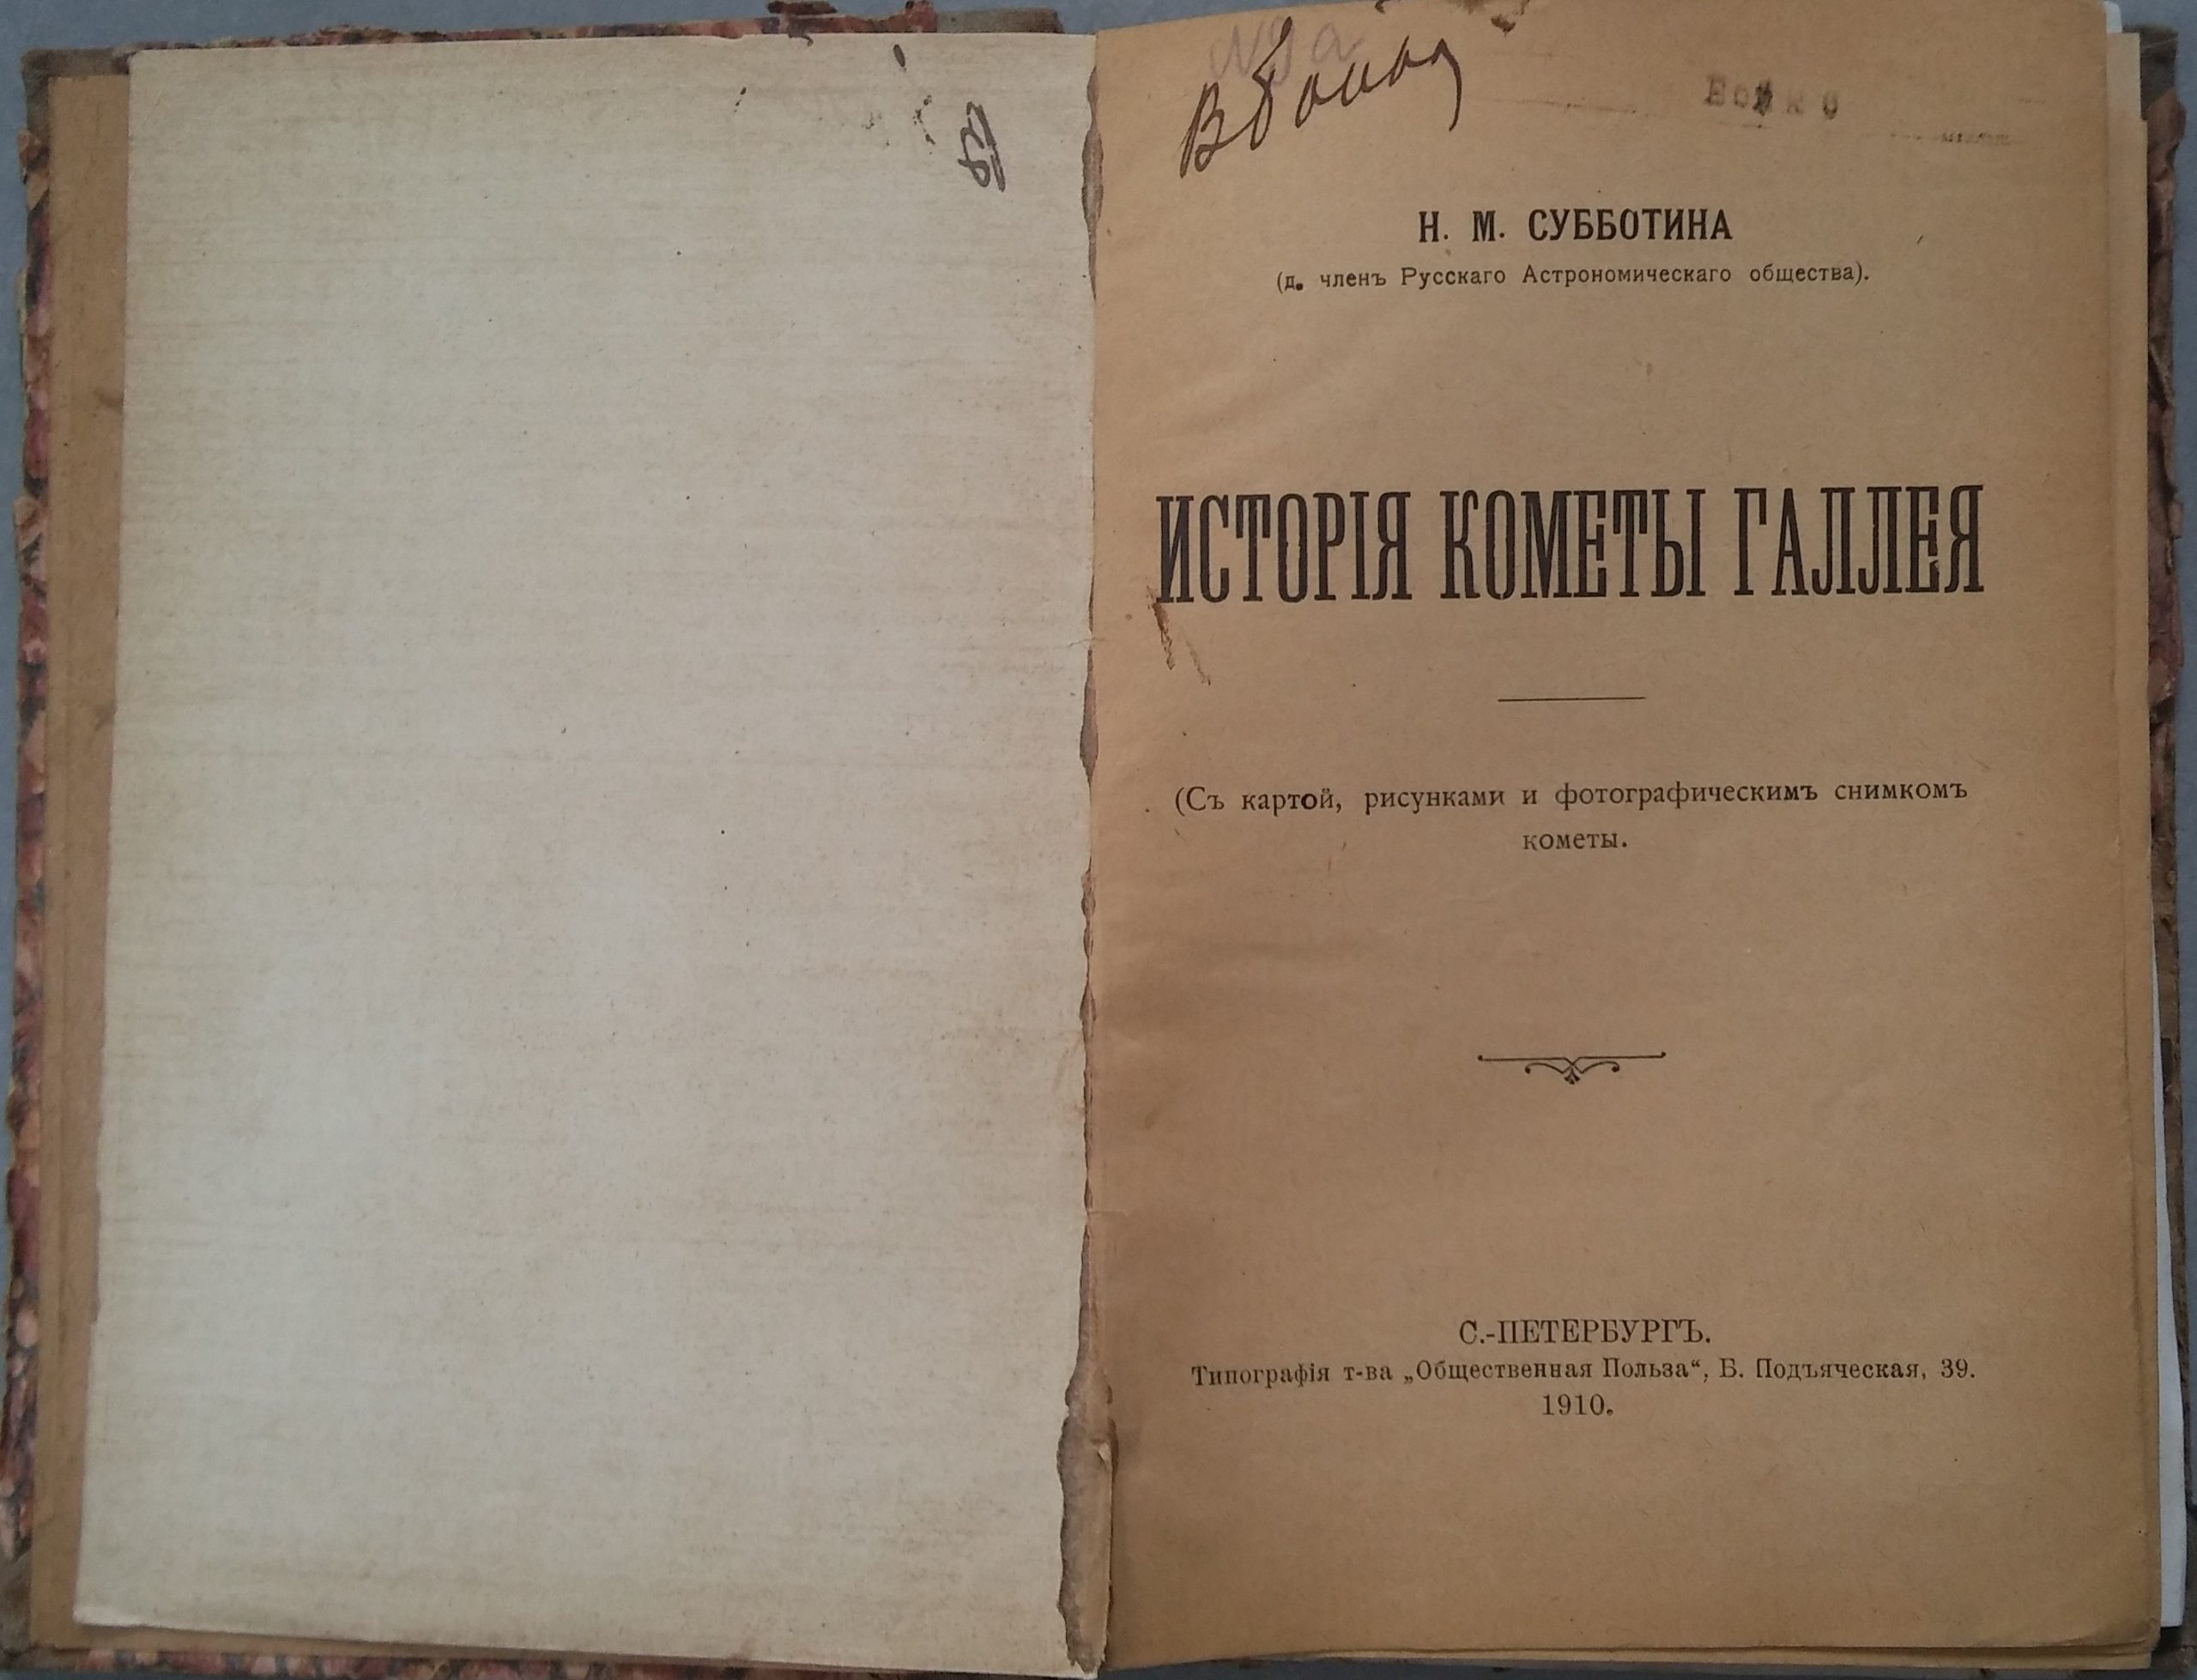 Н. М. СУББОТИНА
(д. членъ Русскаго Астрономическаго общества).
ИСТОРІЯ КОМЕТЫ ГАЛЛЕЯ
(Съ картой, рисунками и фотографическимъ снимкомъ
кометы.
С.-ПЕТЕРБУРГЪ.
Типографія т-ва „Общественная Польза“, Б. Подъяческая, 39.
1910.